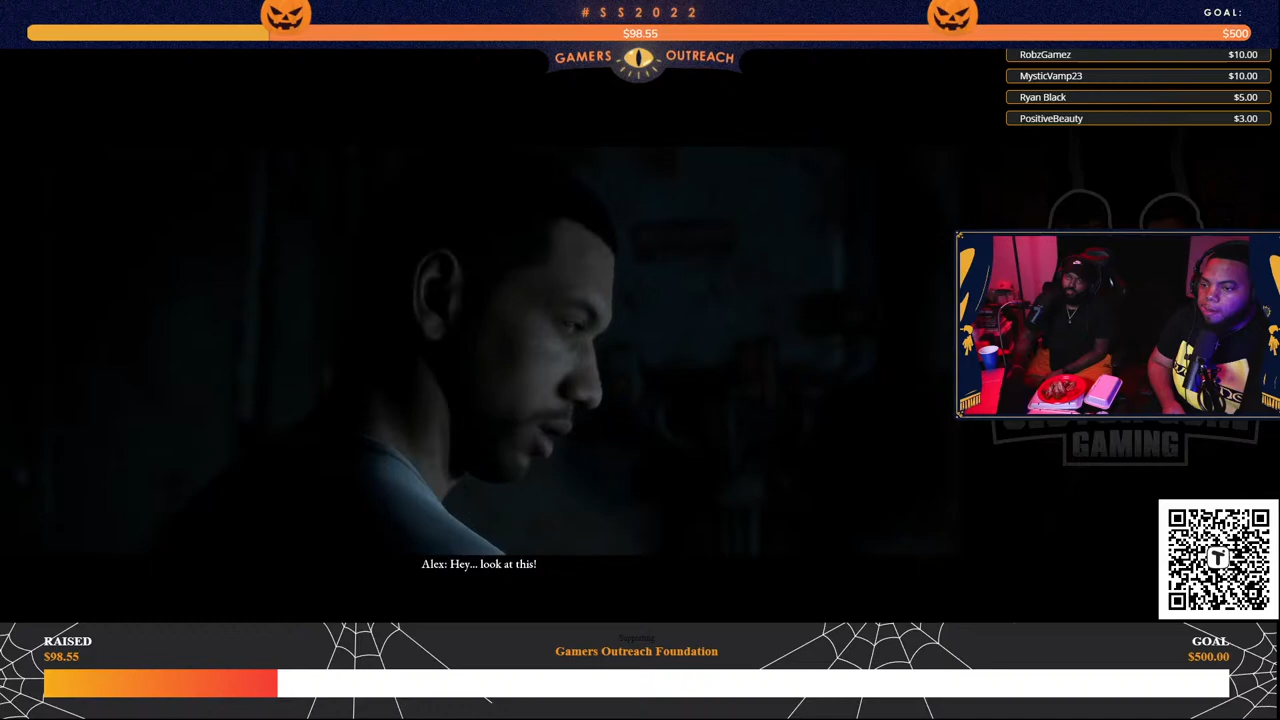 #SS2022
GOAL:
$98.55
$500
GAMERS OUTREACH
RobzGamez $10.00
MysticVamp23 $10.00
Ryan Black $5.00
PositiveBeauty $3.00
GAMING
Alex: Hey... look at this!
RAISED
$98.55
Supporting
Gamers Outreach Foundation
GOAL
$500.00